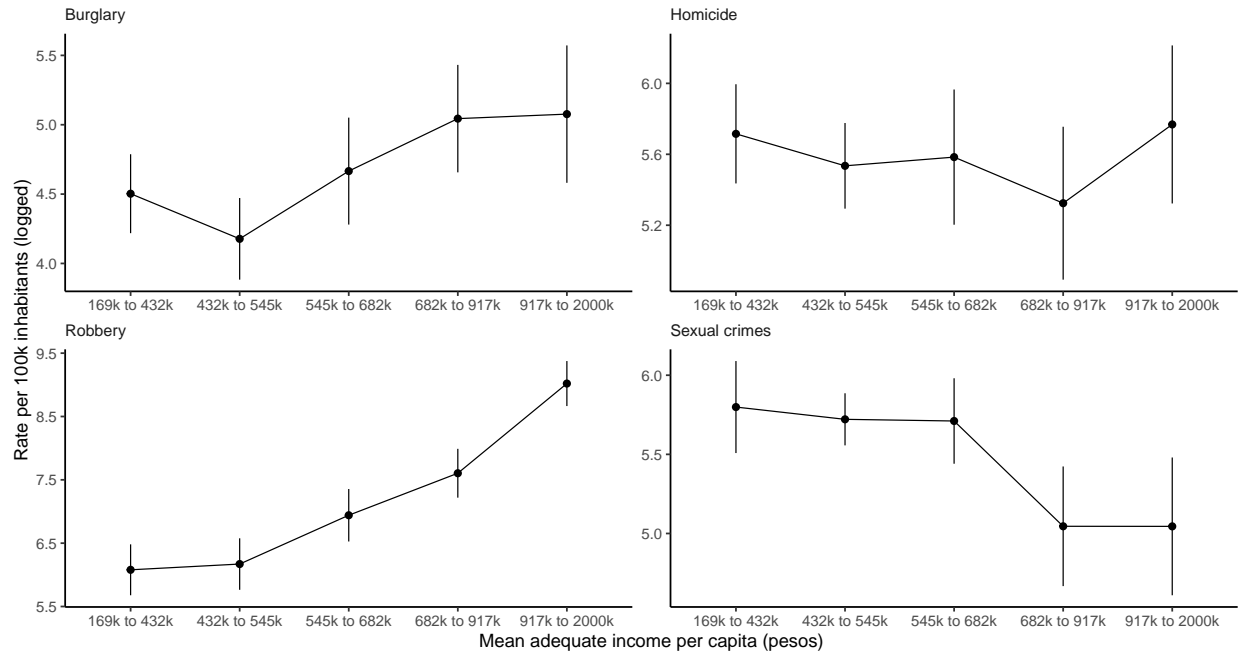 Burglary
Homicide
5.5
5.0
4.5
4.0
6.0
5.6
5.2
169k to 432k 432k to 545k 545k to 682k 682k to 917k 917k to 2000k
169k to 432k 432k to 545k 545k to 682k 682k to 917k 917k to 2000k
Rate per 100k inhabitants (logged)
Robbery
Sexual crimes
9.5
8.5
7.5
6.5
5.5
6.0
5.5
5.0
169k to 432k 432k to 545k 545k to 682k 682k to 917k 917k to 2000k
169k to 432k 432k to 545k 545k to 682k 682k to 917k 917k to 2000k
Mean adequate income per capita (pesos)